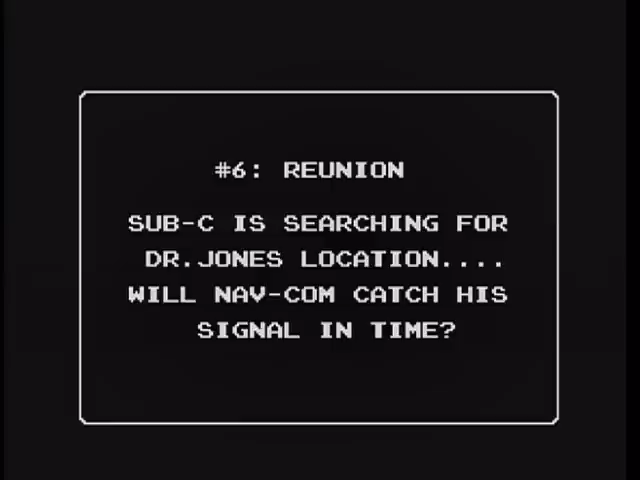 #6: REUNION
SUB-C IS SEARCHING FOR
DR.JONES LOCATION....
WILL NAV-COM CATCH HIS
SIGNAL IN TIME?